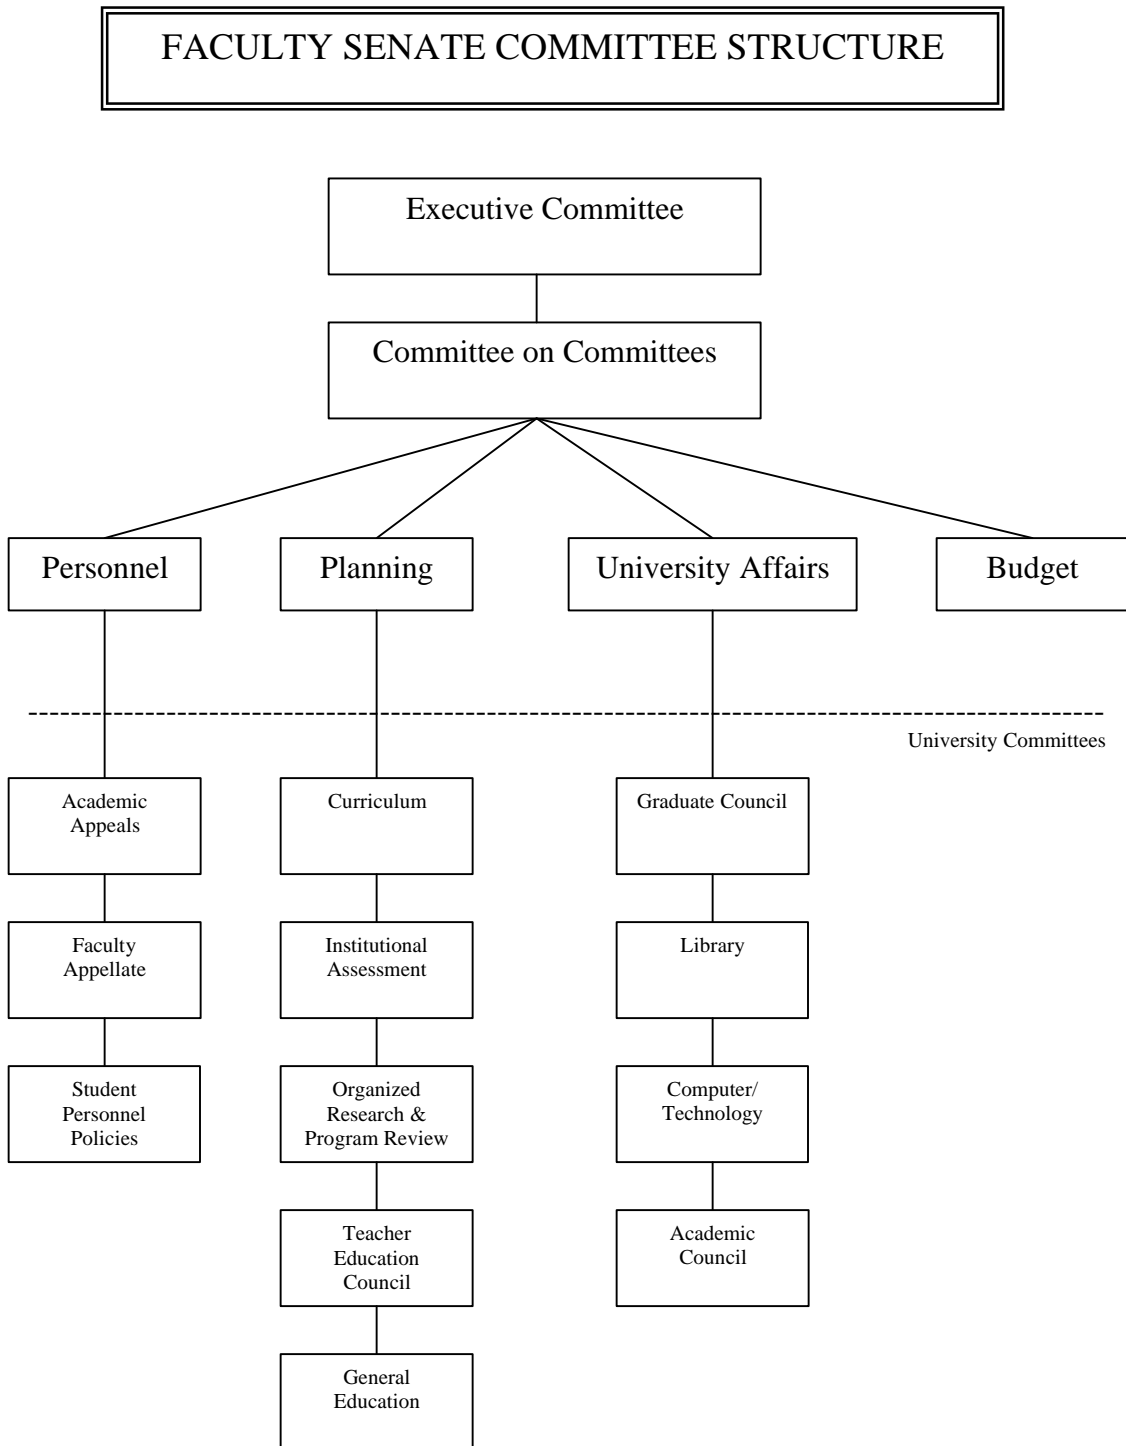 FACULTY SENATE COMMITTEE STRUCTURE
Executive Committee
Committee on Committees
Personnel
Planning
University Affairs
Budget
University Committees
Academic
Appeals
Curriculum
Graduate Council
Faculty
Appellate
Institutional
Assessment
Library
Student
Personnel
Policies
Organized
Research &
Program Review
Computer/
Technology
Teacher
Education
Council
Academic
Council
General
Education